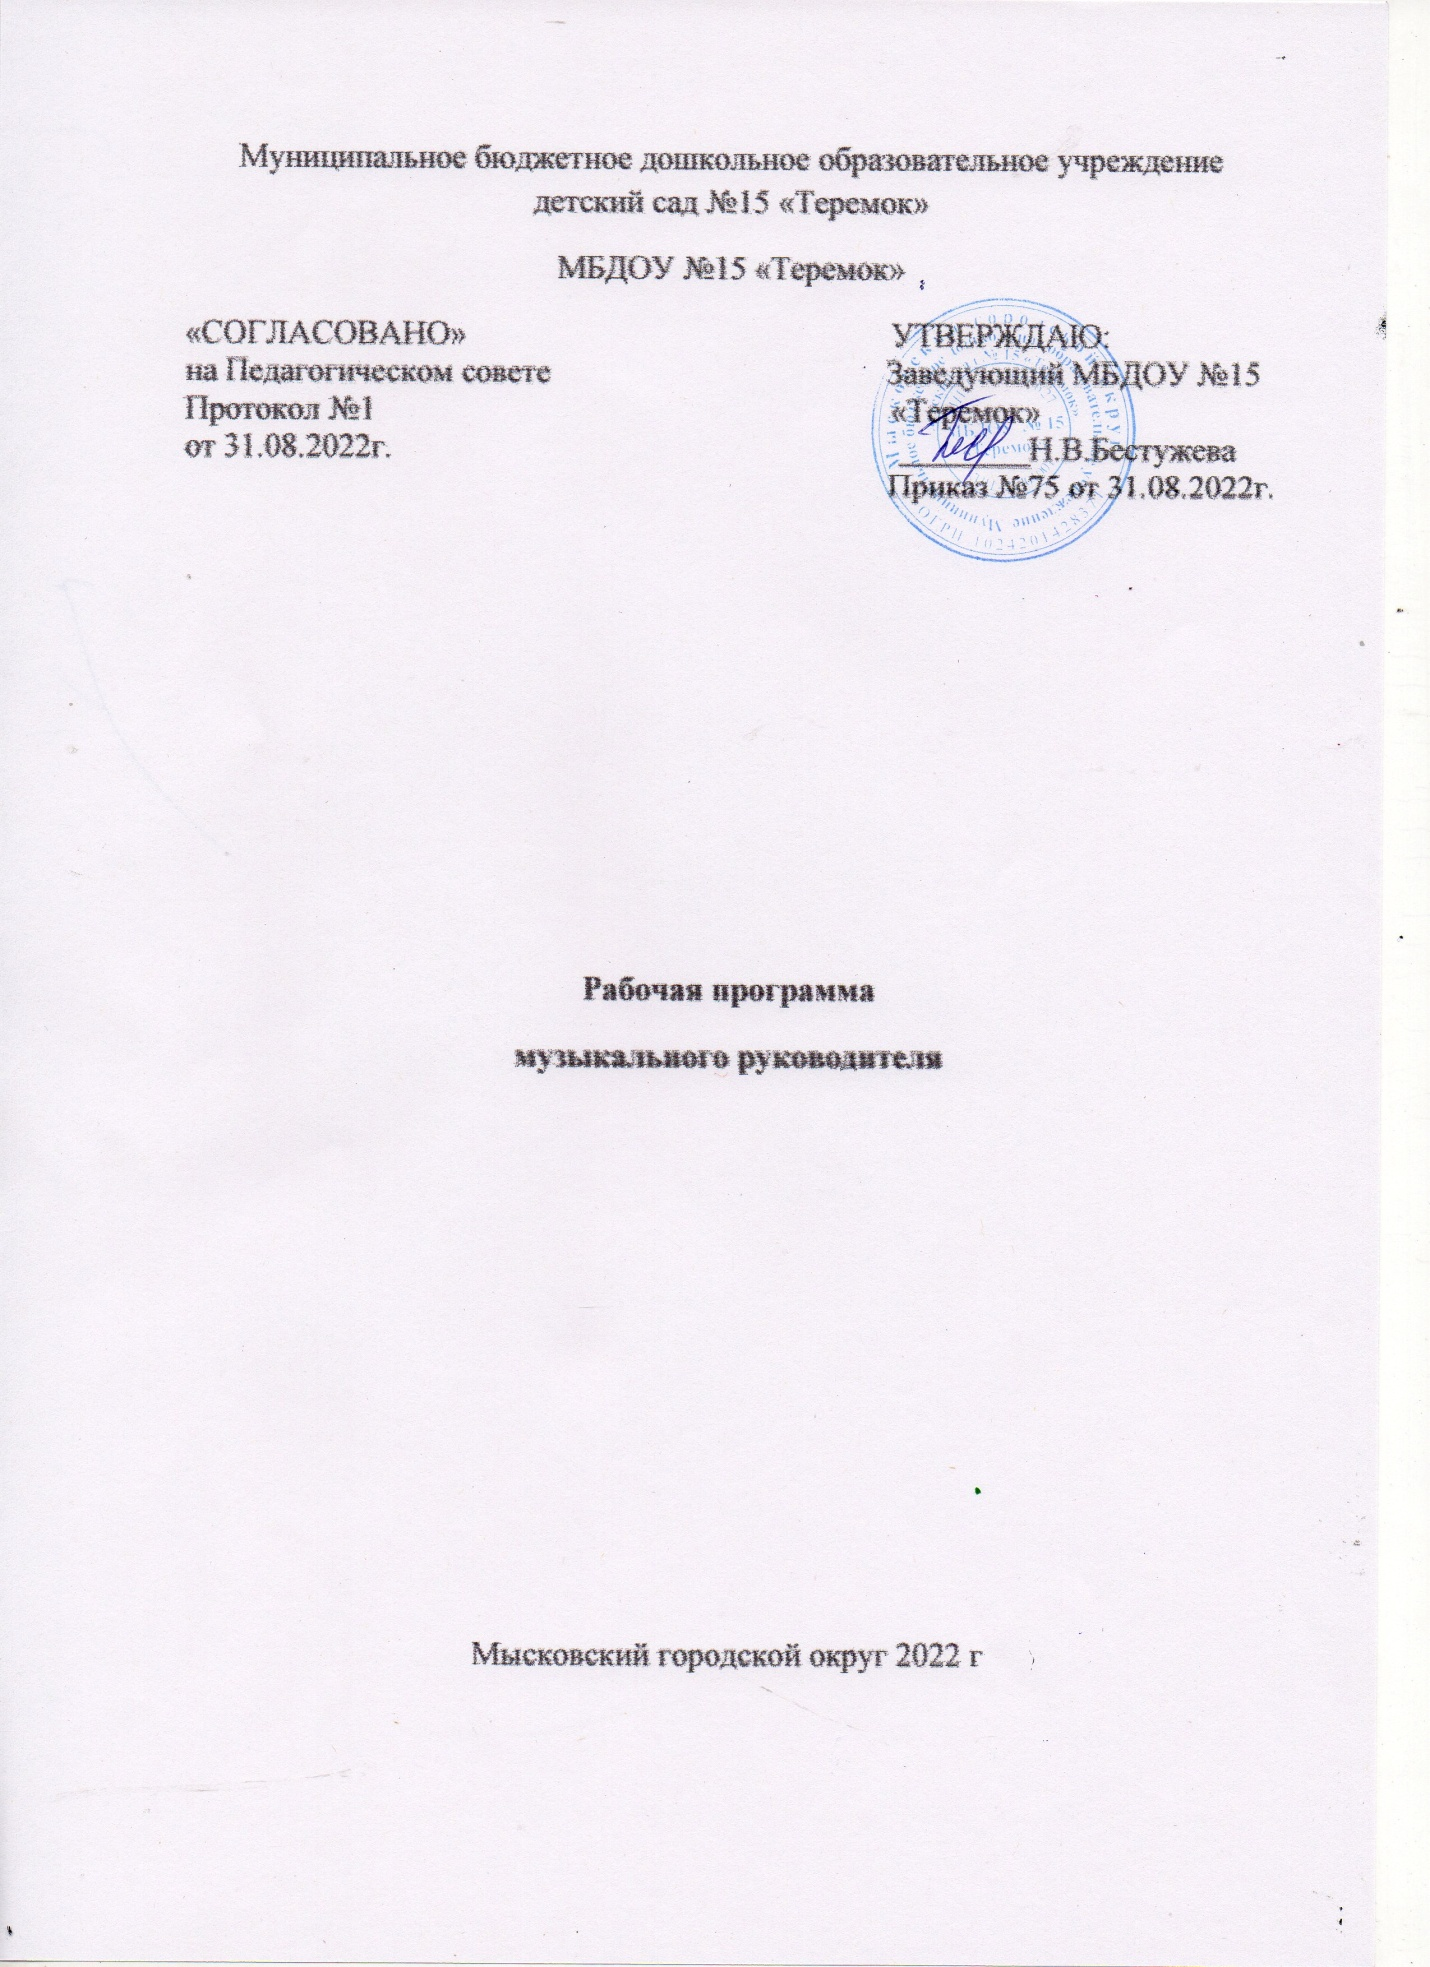 Муниципальное бюджетное дошкольное образовательное учреждение
детский сад №15 «Теремок»
МБДОУ №15 «Теремок»
«СОГЛАСОВАНО»
на Педагогическом совете
Протокол №1
от 31.08.2022г.
УТВЕРЖДАЮ:
Заведующий МБДОУ №15
«Теремок»
_________Н.В.Бестужева
Приказ №75 от 31.08.2022г.
Рабочая программа
музыкального руководителя
Мысковский городской округ 2022 г